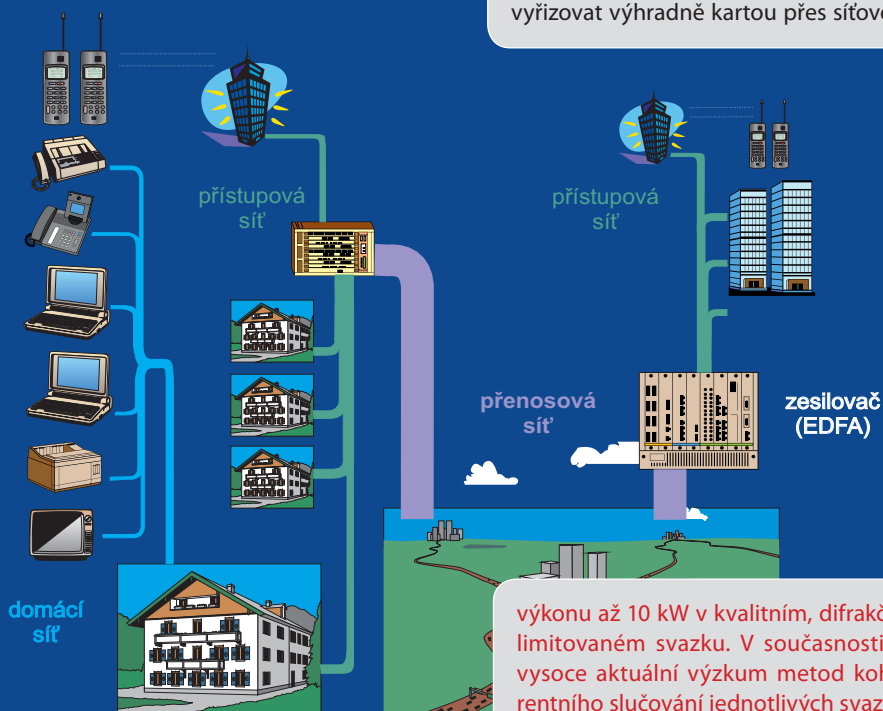 vyřizovat výhradně kartou přes síťové
přístupová
síť
přístupová
síť
přenosová
síť
zesilovač
(EDFA)
domácí
síť
výkonu až 10 kW v kvalitním, difrakč
limitovaném svazku. V současnosti
vysoce aktuální výzkum metod koh
rentního slučování jednotlivých svaz